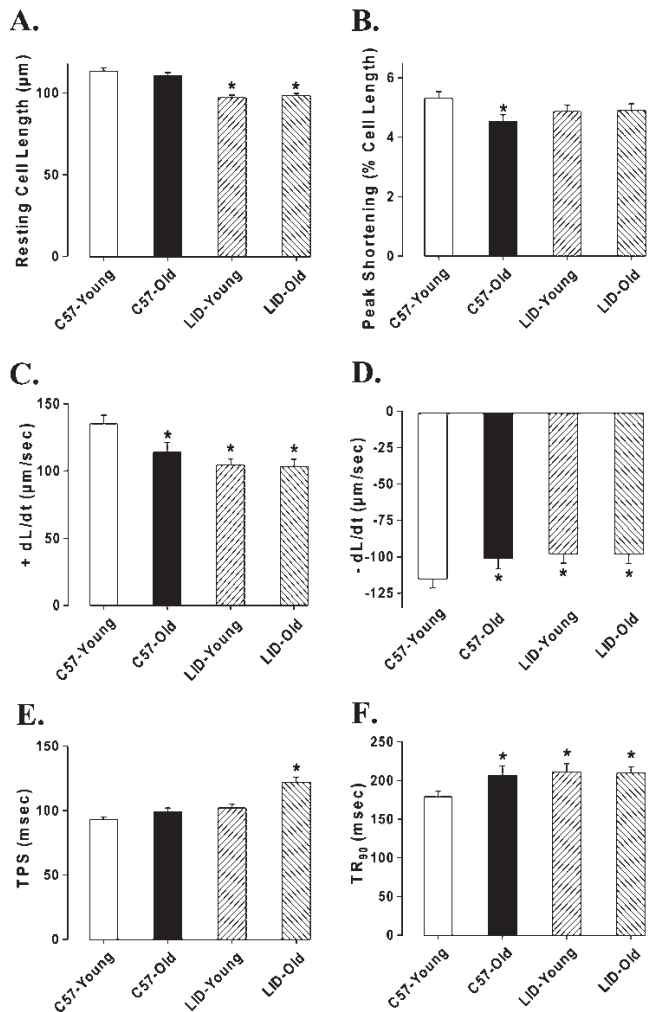 A.
Resting Cell Length (µm)
100
50
0
*
*
C57-Young
C57-Old
LID-Young
LID-Old
B.
Peak Shortening (% Cell Length)
6
4
2
0
*
C57-Young
C57-Old
LID-Young
LID-Old
C.
+ dL/dt (µm/sec)
150
100
50
0
*
*
*
C57-Young
C57-Old
LID-Young
LID-Old
D.
- dL/dt (µm/sec)
0
-25
-50
-75
-100
-125
*
*
*
C57-Young
C57-Old
LID-Young
LID-Old
E.
TPS (msec)
150
100
50
0
*
C57-Young
C57-Old
LID-Young
LID-Old
F.
TR90 (msec)
250
200
150
100
50
0
*
*
*
C57-Young
C57-Old
LID-Young
LID-Old